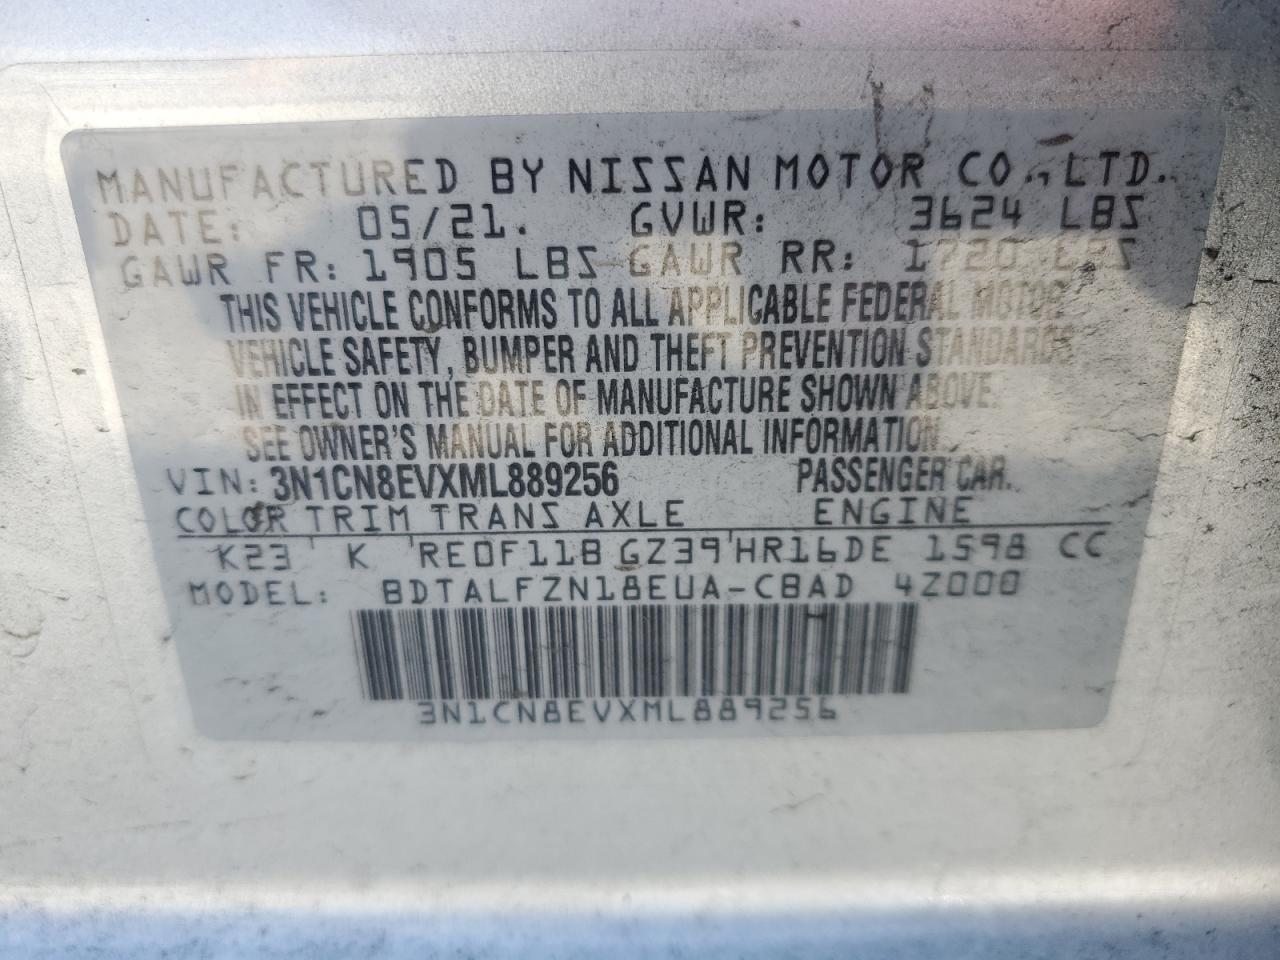 MANUFACTURED BY NISSAN MOTOR CO., LTD.
DATE: 05/21. GVWR: 3624 LBS
GAWR FR: 1905 LBS GAWR RR: 1720 LBS
THIS VEHICLE CONFORMS TO ALL APPLICABLE FEDERAL MOTOR
VEHICLE SAFETY, BUMPER AND THEFT PREVENTION STANDARDS
IN EFFECT ON THE DATE OF MANUFACTURE SHOWN ABOVE.
SEE OWNER'S MANUAL FOR ADDITIONAL INFORMATION.
VIN: 3N1CN8EVXML889256 PASSENGER CAR.
COLOR TRIM TRANS AXLE ENGINE
K23 K RE0F11B GZ39 HR16DE 1598 CC
MODEL: BDTALFZN18EUA-CBAD 4Z000
3N1CN8EVXML889256